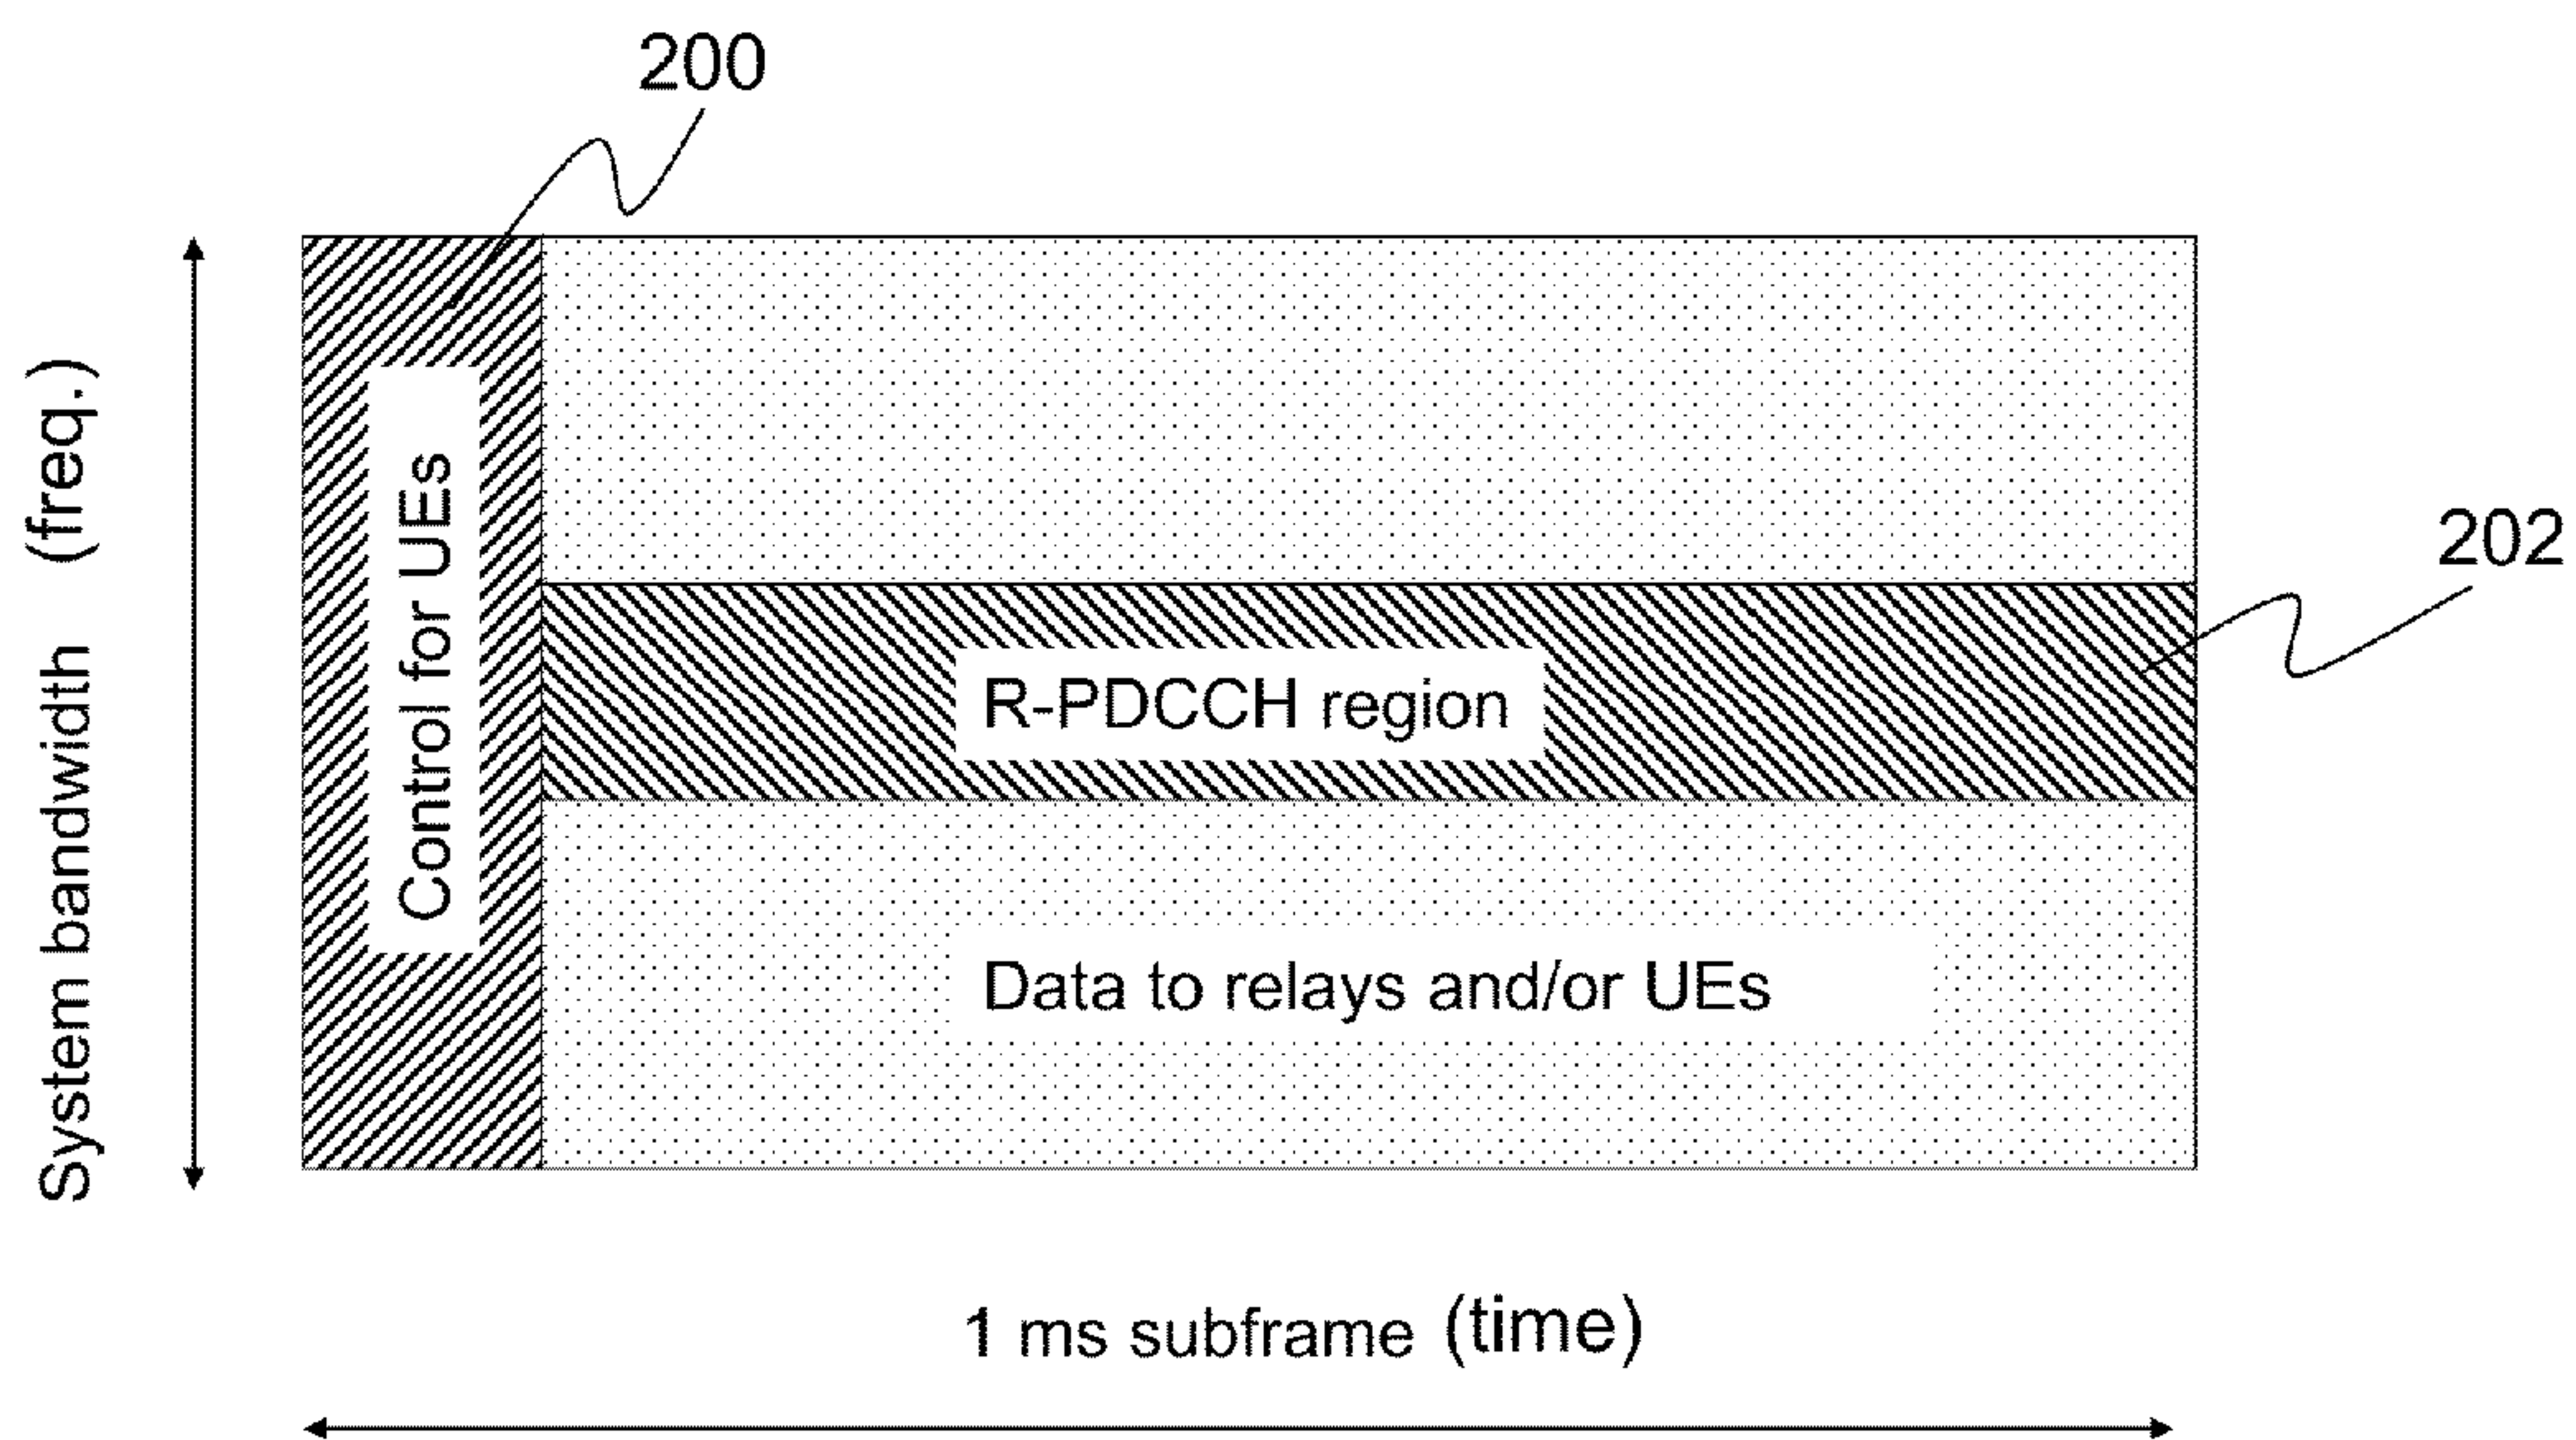 200
202
System bandwidth (freq.)
Control for UEs
R-PDCCH region
Data to relays and/or UEs
1 ms subframe (time)